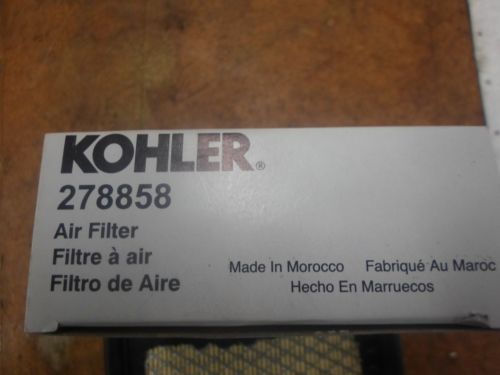 KOHLER®
278858
Air Filter
Filtre à air
Filtro de Aire
Made In Morocco Fabriqué Au Maroc
Hecho En Marruecos